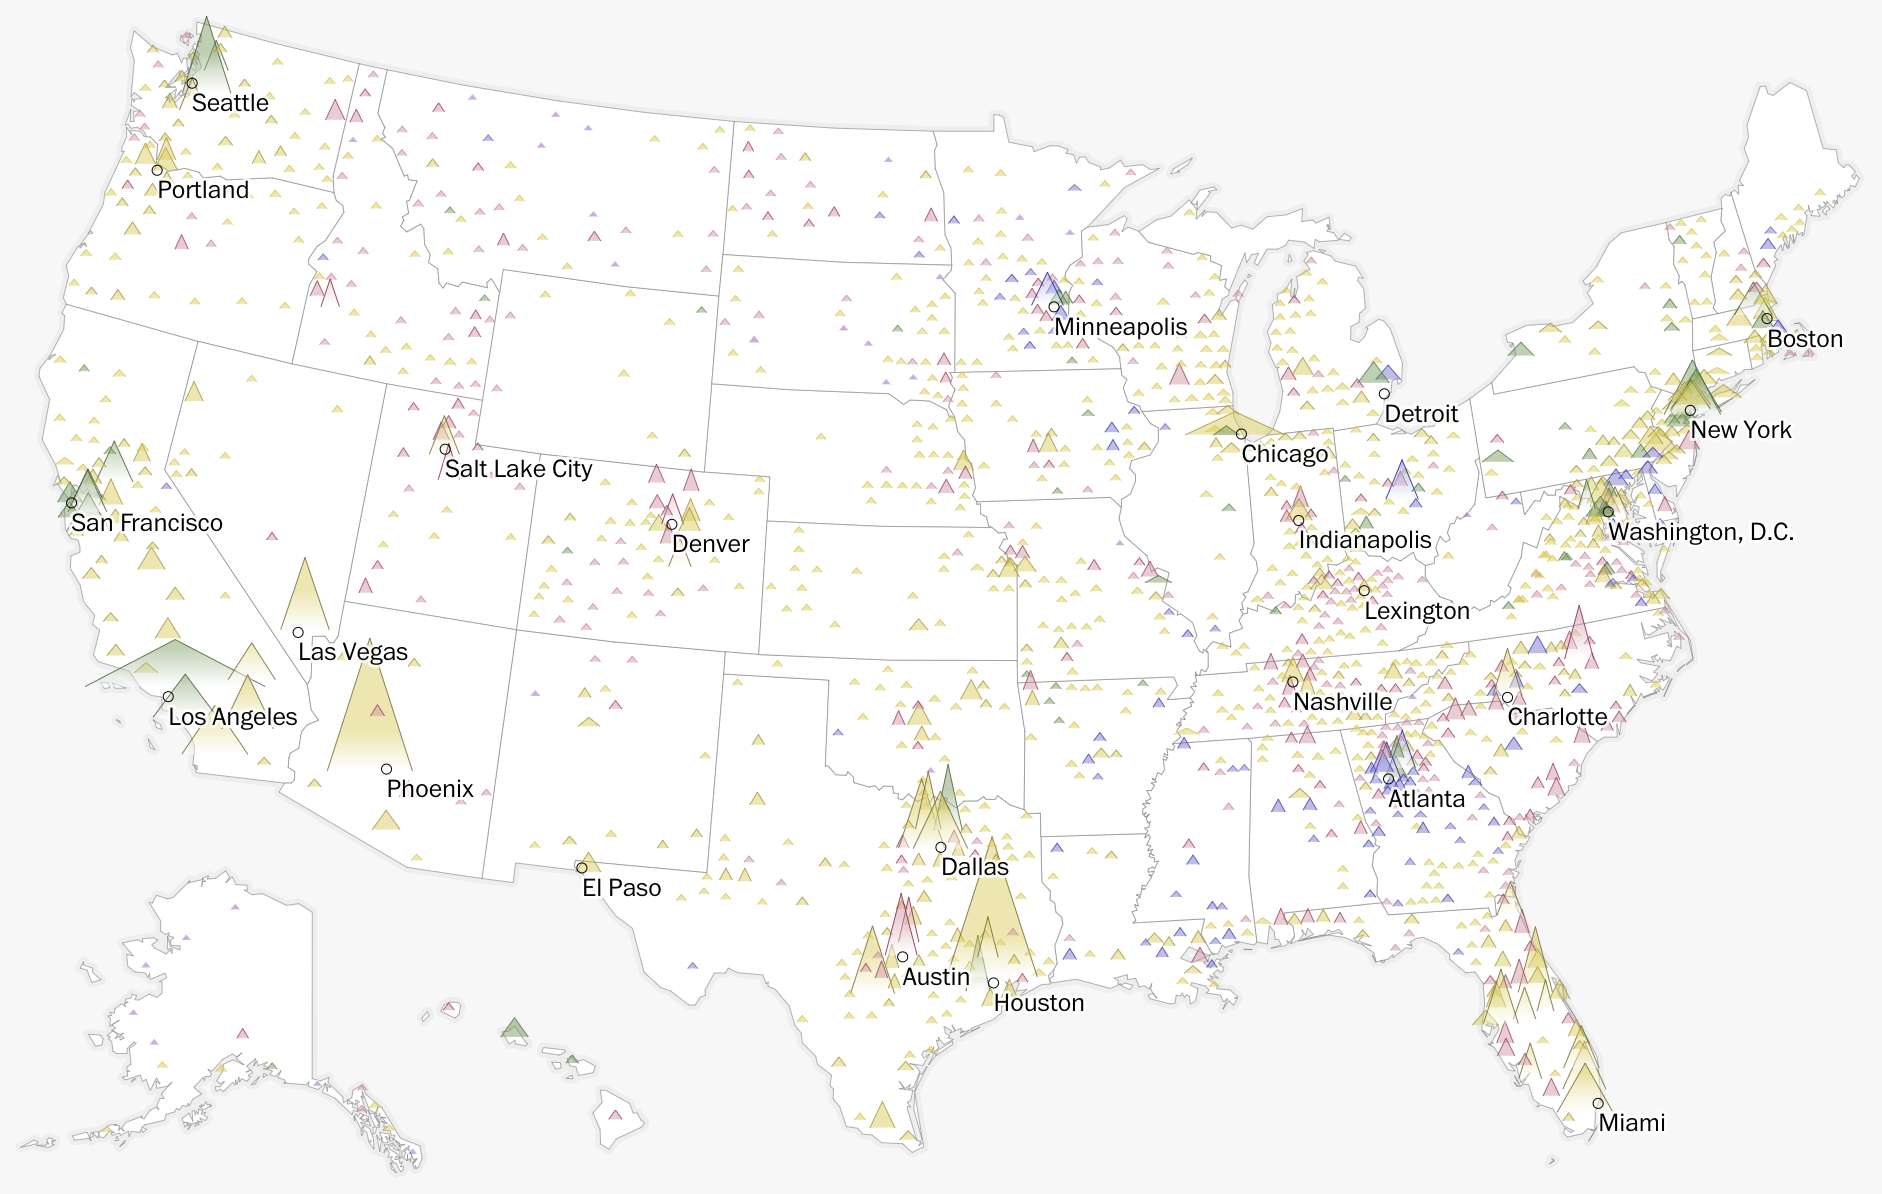 Seattle
Portland
Minneapolis
Boston
Detroit
New York
Chicago
Salt Lake City
San Francisco
Washington, D.C.
Indianapolis
Denver
Lexington
Las Vegas
Nashville
Los Angeles
Charlotte
Phoenix
Atlanta
Dallas
El Paso
Austin
Houston
Miami